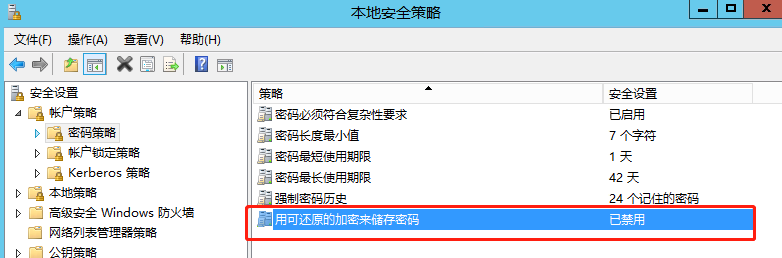 本地安全策略
文件(F) 操作(A) 查看(V) 帮助(H)
安全设置
帐户策略
密码策略
帐户锁定策略
Kerberos 策略
本地策略
高级安全 Windows 防火墙
网络列表管理器策略
公钥策略
策略 安全设置
密码必须符合复杂性要求 已启用
密码长度最小值 7 个字符
密码最短使用期限 1 天
密码最长使用期限 42 天
强制密码历史 24 个记住的密码
用可还原的加密来储存密码 已禁用